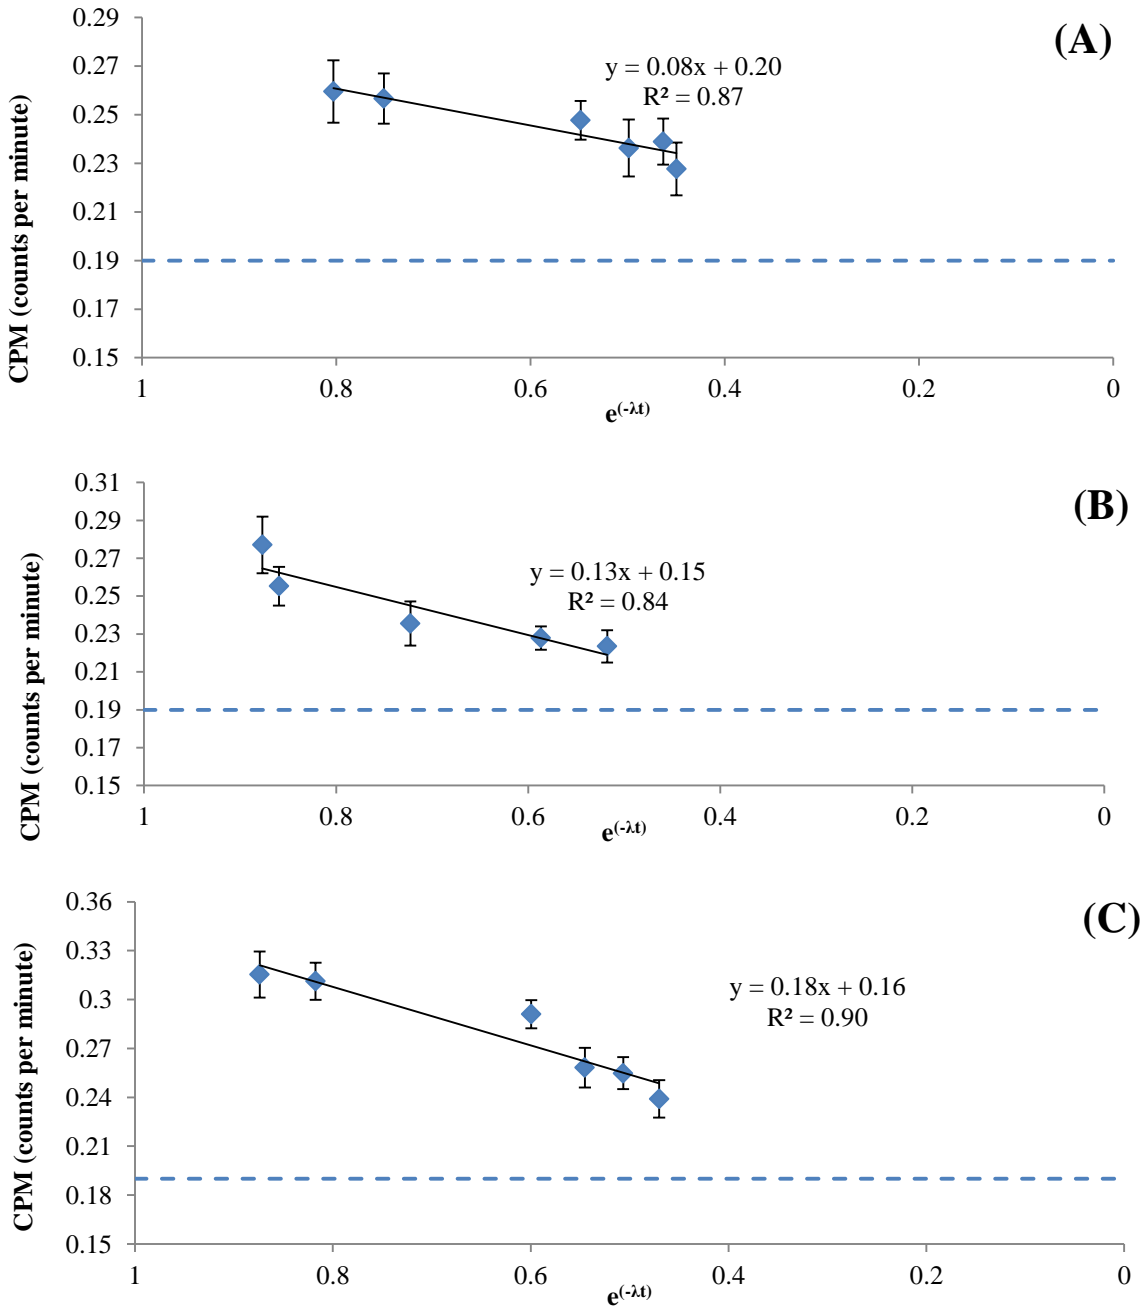 (A)
CPM (counts per minute)
0.29
0.27
0.25
0.23
0.21
0.19
0.17
0.15
y = 0.08x + 0.20
R² = 0.87
1 0.8 0.6 0.4 0.2 0
e(-λt)
(B)
CPM (counts per minute)
0.31
0.29
0.27
0.25
0.23
0.21
0.19
0.17
0.15
y = 0.13x + 0.15
R² = 0.84
1 0.8 0.6 0.4 0.2 0
e(-λt)
(C)
CPM (counts per minute)
0.36
0.33
0.3
0.27
0.24
0.21
0.18
0.15
y = 0.18x + 0.16
R² = 0.90
1 0.8 0.6 0.4 0.2 0
e(-λt)